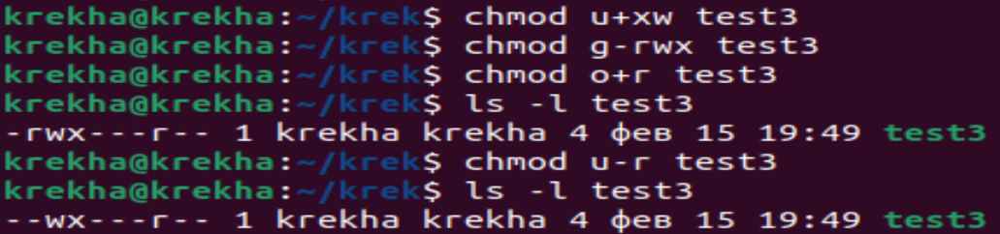 krekha@krekha:~/krek$ chmod u+xw test3
krekha@krekha:~/krek$ chmod g-rwx test3
krekha@krekha:~/krek$ chmod o+r test3
krekha@krekha:~/krek$ ls -l test3
-rwx---r-- 1 krekha krekha 4 фев 15 19:49 test3
krekha@krekha:~/krek$ chmod u-r test3
krekha@krekha:~/krek$ ls -l test3
--wx---r-- 1 krekha krekha 4 фев 15 19:49 test3